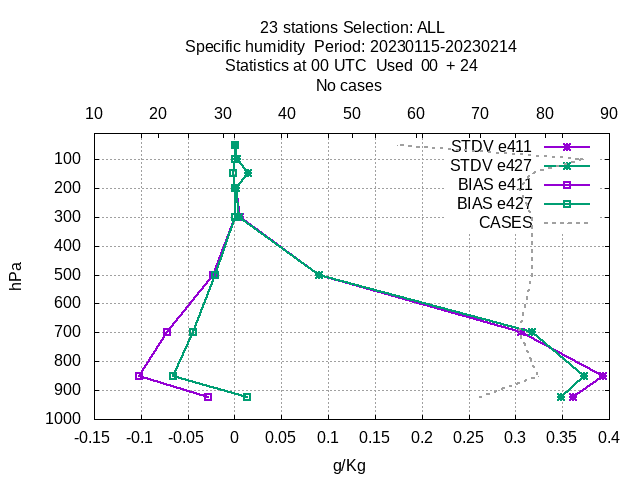 23 stations Selection: ALL
Specific humidity  Period: 20230115-20230214
Statistics at 00 UTC  Used  00  + 24
No cases
10 20 30 40 50 60 70 80 90
STDV e411
STDV e427
BIAS e411
BIAS e427
CASES
hPa
100
200
300
400
500
600
700
800
900
1000
-0.15 -0.1 -0.05 0 0.05 0.1 0.15 0.2 0.25 0.3 0.35 0.4
g/Kg